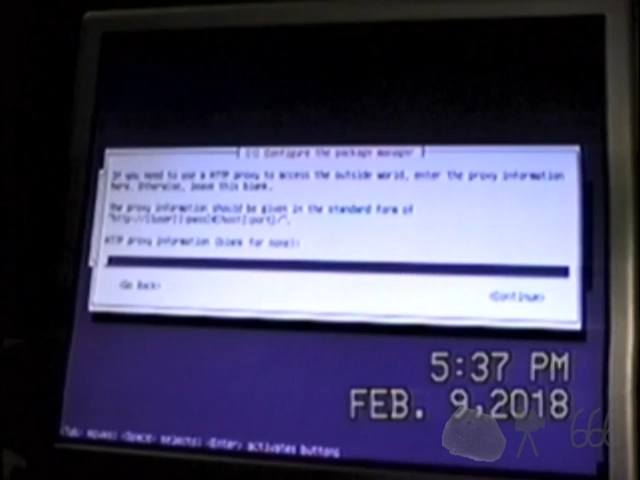 [!] Configure the package manager
If you need to use a HTTP proxy to access the outside world, enter the proxy information
here. Otherwise, leave this blank.
The proxy information should be given in the standard form of
"http://[[user][:pass]@]host[:port]/".
HTTP proxy information (blank for none):
<Go Back>
<Continue>
5:37 PM
FEB. 9,2018
<Tab> moves; <Space> selects; <Enter> activates buttons